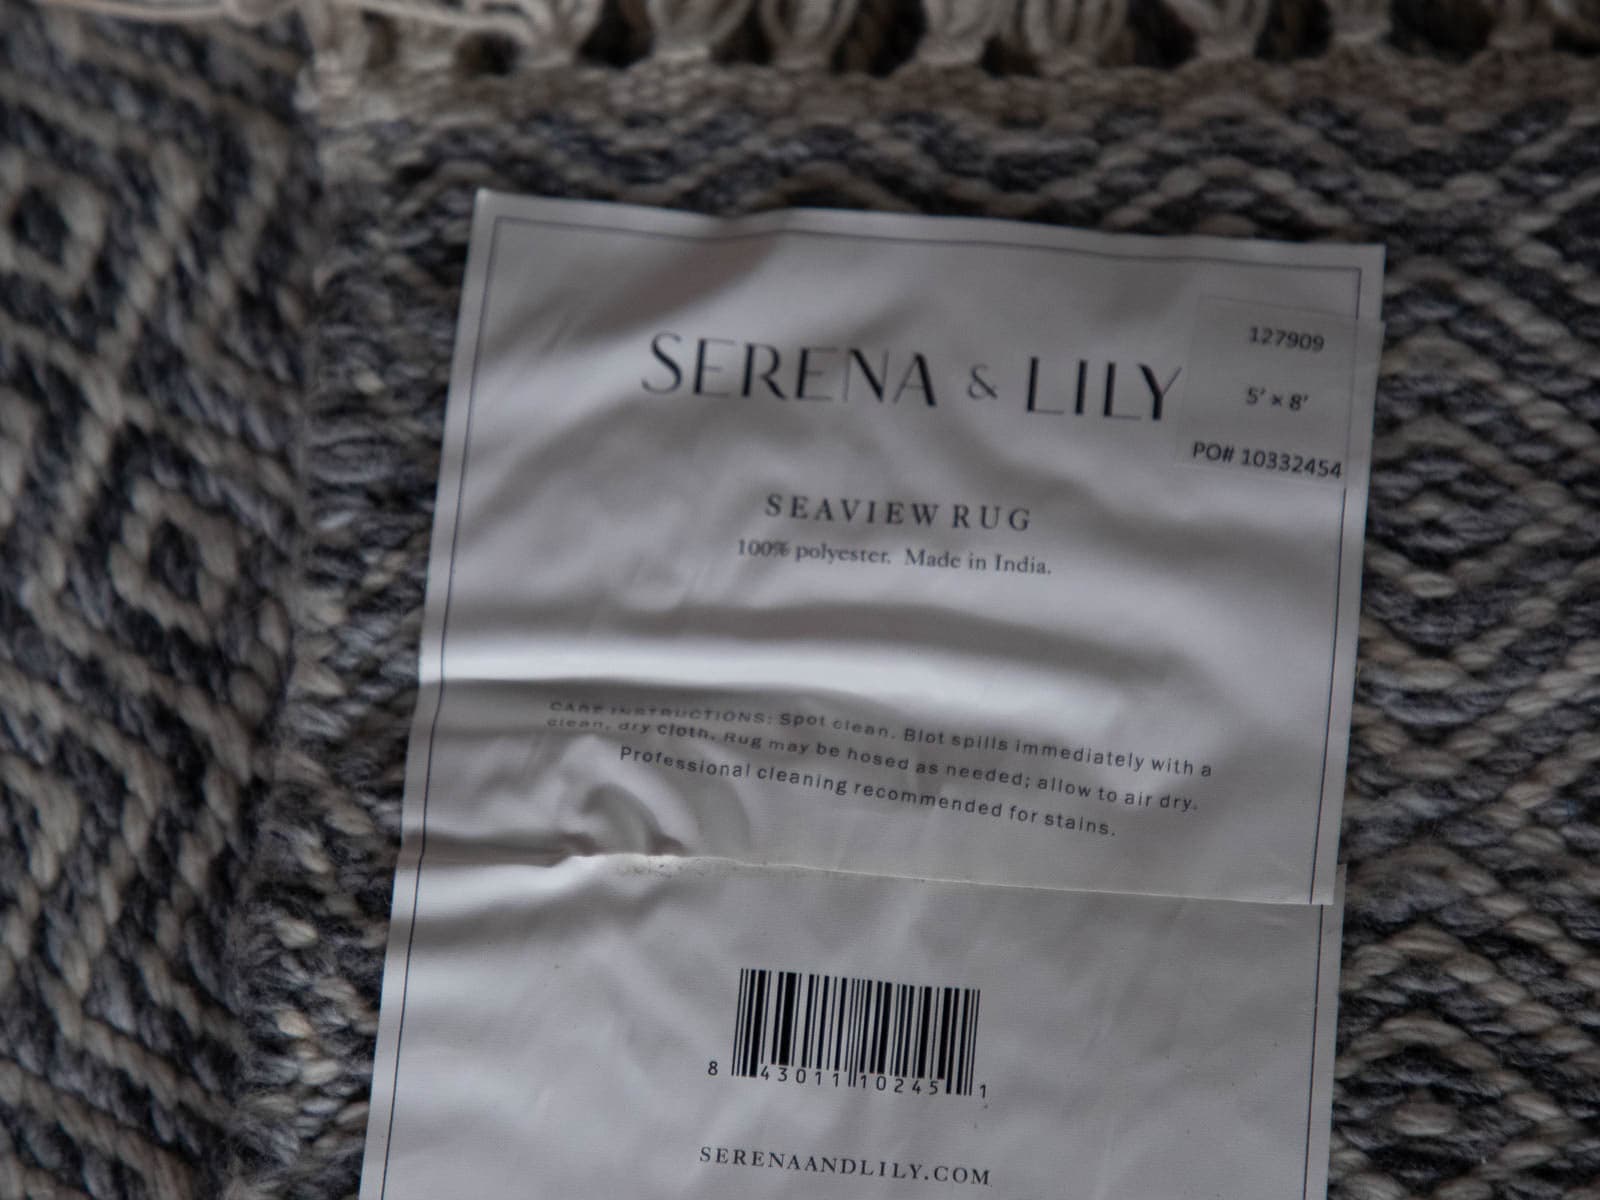 SERENA & LILY
127909
5' × 8'
PO# 10332454
SEAVIEW RUG
100% polyester. Made in India.
CARE INSTRUCTIONS: Spot clean. Blot spills immediately with a
clean, dry cloth. Rug may be hosed as needed; allow to air dry.
Professional cleaning recommended for stains.
8 43011 10245 1
SERENAANDLILY.COM